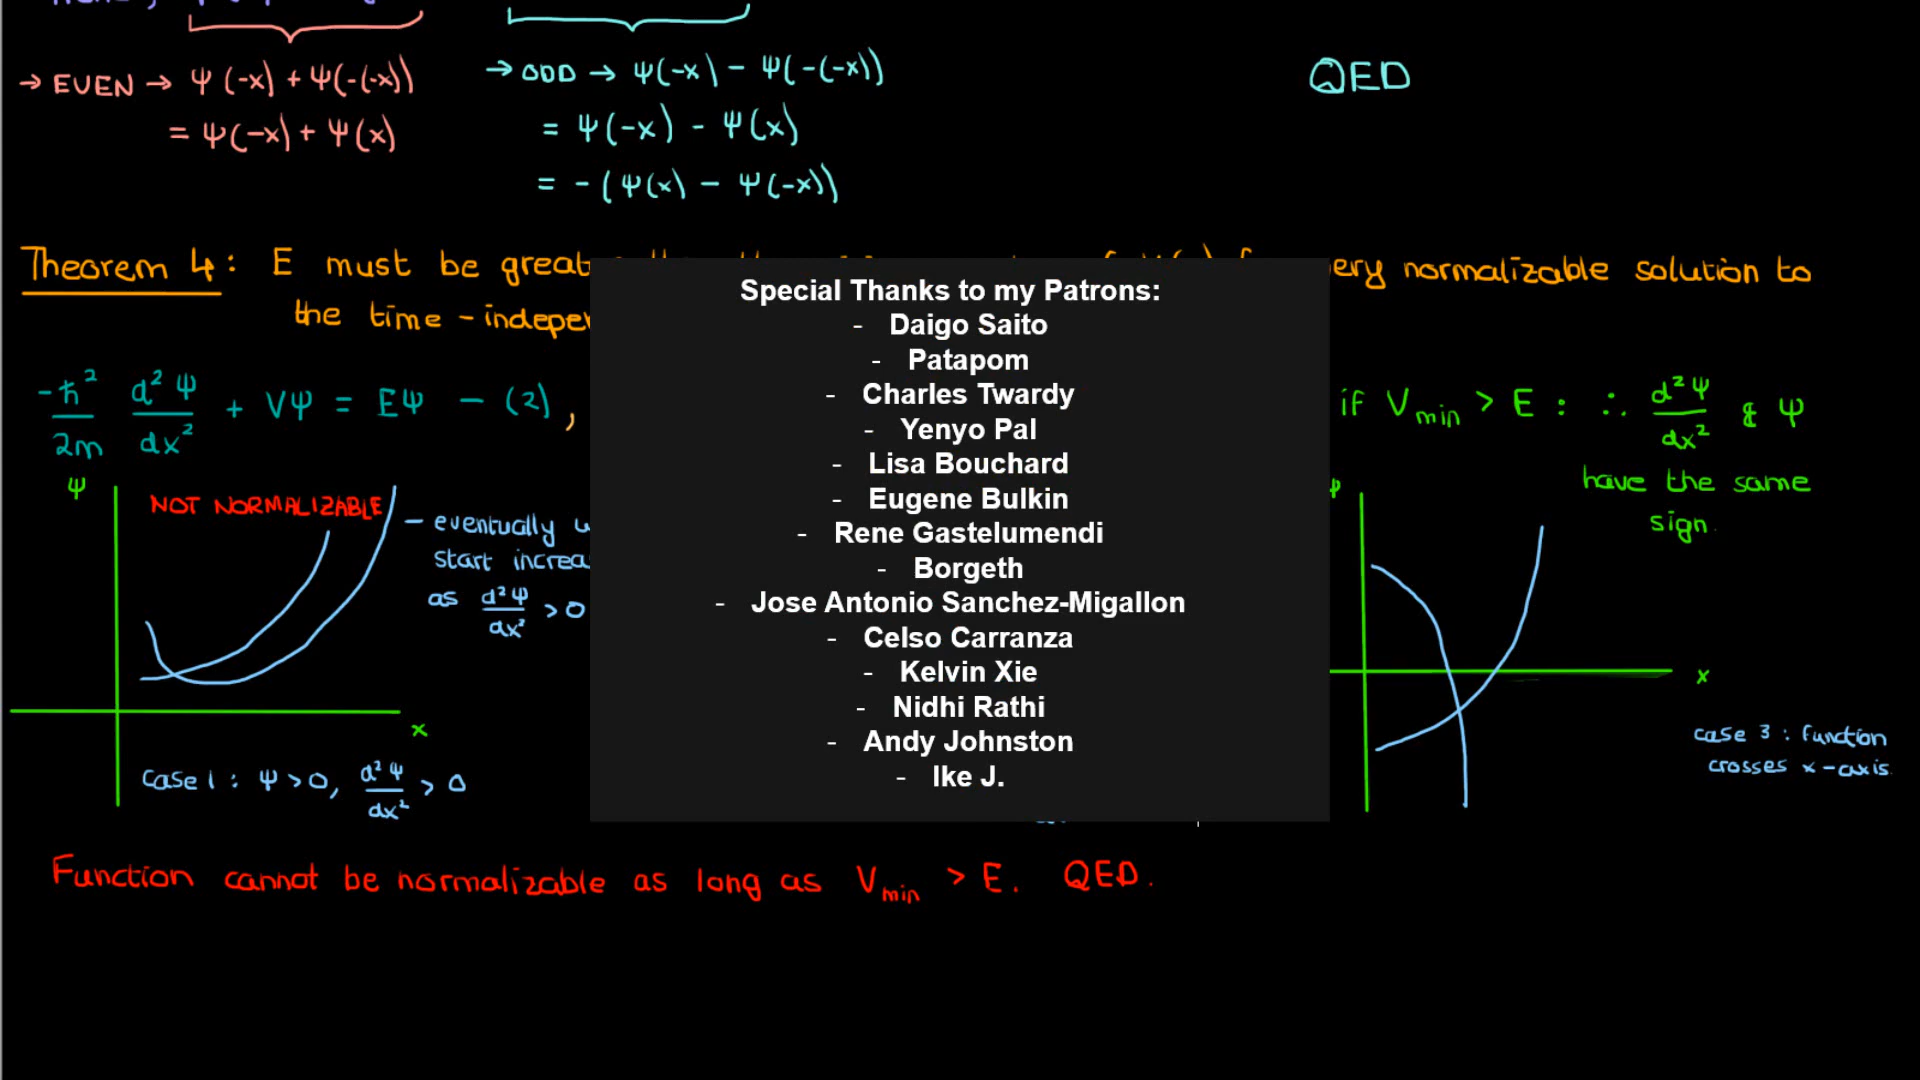 → EVEN → Ψ(-x) + Ψ(-(-x))
= Ψ(-x) + Ψ(x)
→ ODD → Ψ(-x) - Ψ(-(-x))
= Ψ(-x) - Ψ(x)
= -(Ψ(x) - Ψ(-x))
QED
Theorem 4: E must be normalizable solution to
the time-
-ħ²/2m d²Ψ/dx² + VΨ = EΨ - (2),
if Vmin > E : ∴ d²Ψ/dx² & Ψ
have the same
sign.
Ψ
NOT NORMALIZABLE
- eventually
start
as d²Ψ/dx² > 0
x
case 1 : Ψ > 0, d²Ψ/dx² > 0
Special Thanks to my Patrons:
- Daigo Saito
- Patapom
- Charles Twardy
- Yenyo Pal
- Lisa Bouchard
- Eugene Bulkin
- Rene Gastelumendi
- Borgeth
- Jose Antonio Sanchez-Migallon
- Celso Carranza
- Kelvin Xie
- Nidhi Rathi
- Andy Johnston
- Ike J.
Ψ
x
case 3 : function
crosses x-axis.
Function cannot be normalizable as long as Vmin > E. QED.